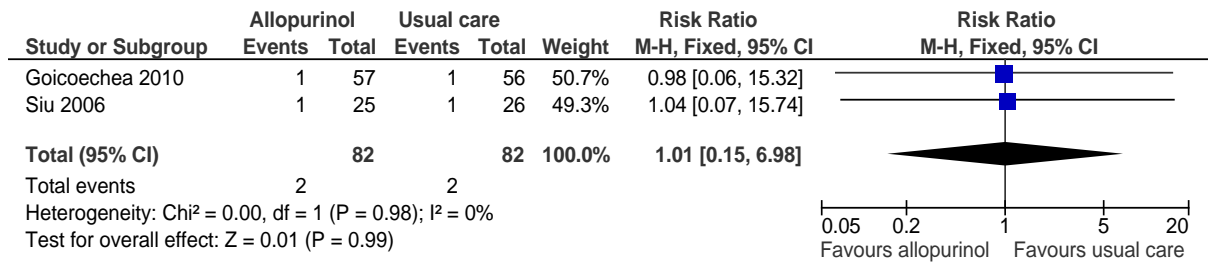 Allopurinol Usual care Risk Ratio Risk Ratio
Study or Subgroup Events Total Events Total Weight M-H, Fixed, 95% CI M-H, Fixed, 95% CI
Goicoechea 2010 1 57 1 56 50.7% 0.98 [0.06, 15.32]
Siu 2006 1 25 1 26 49.3% 1.04 [0.07, 15.74]
Total (95% CI) 82 82 100.0% 1.01 [0.15, 6.98]
Total events 2 2
Heterogeneity: Chi² = 0.00, df = 1 (P = 0.98); I² = 0%
Test for overall effect: Z = 0.01 (P = 0.99)
0.05 0.2 1 5 20
Favours allopurinol Favours usual care